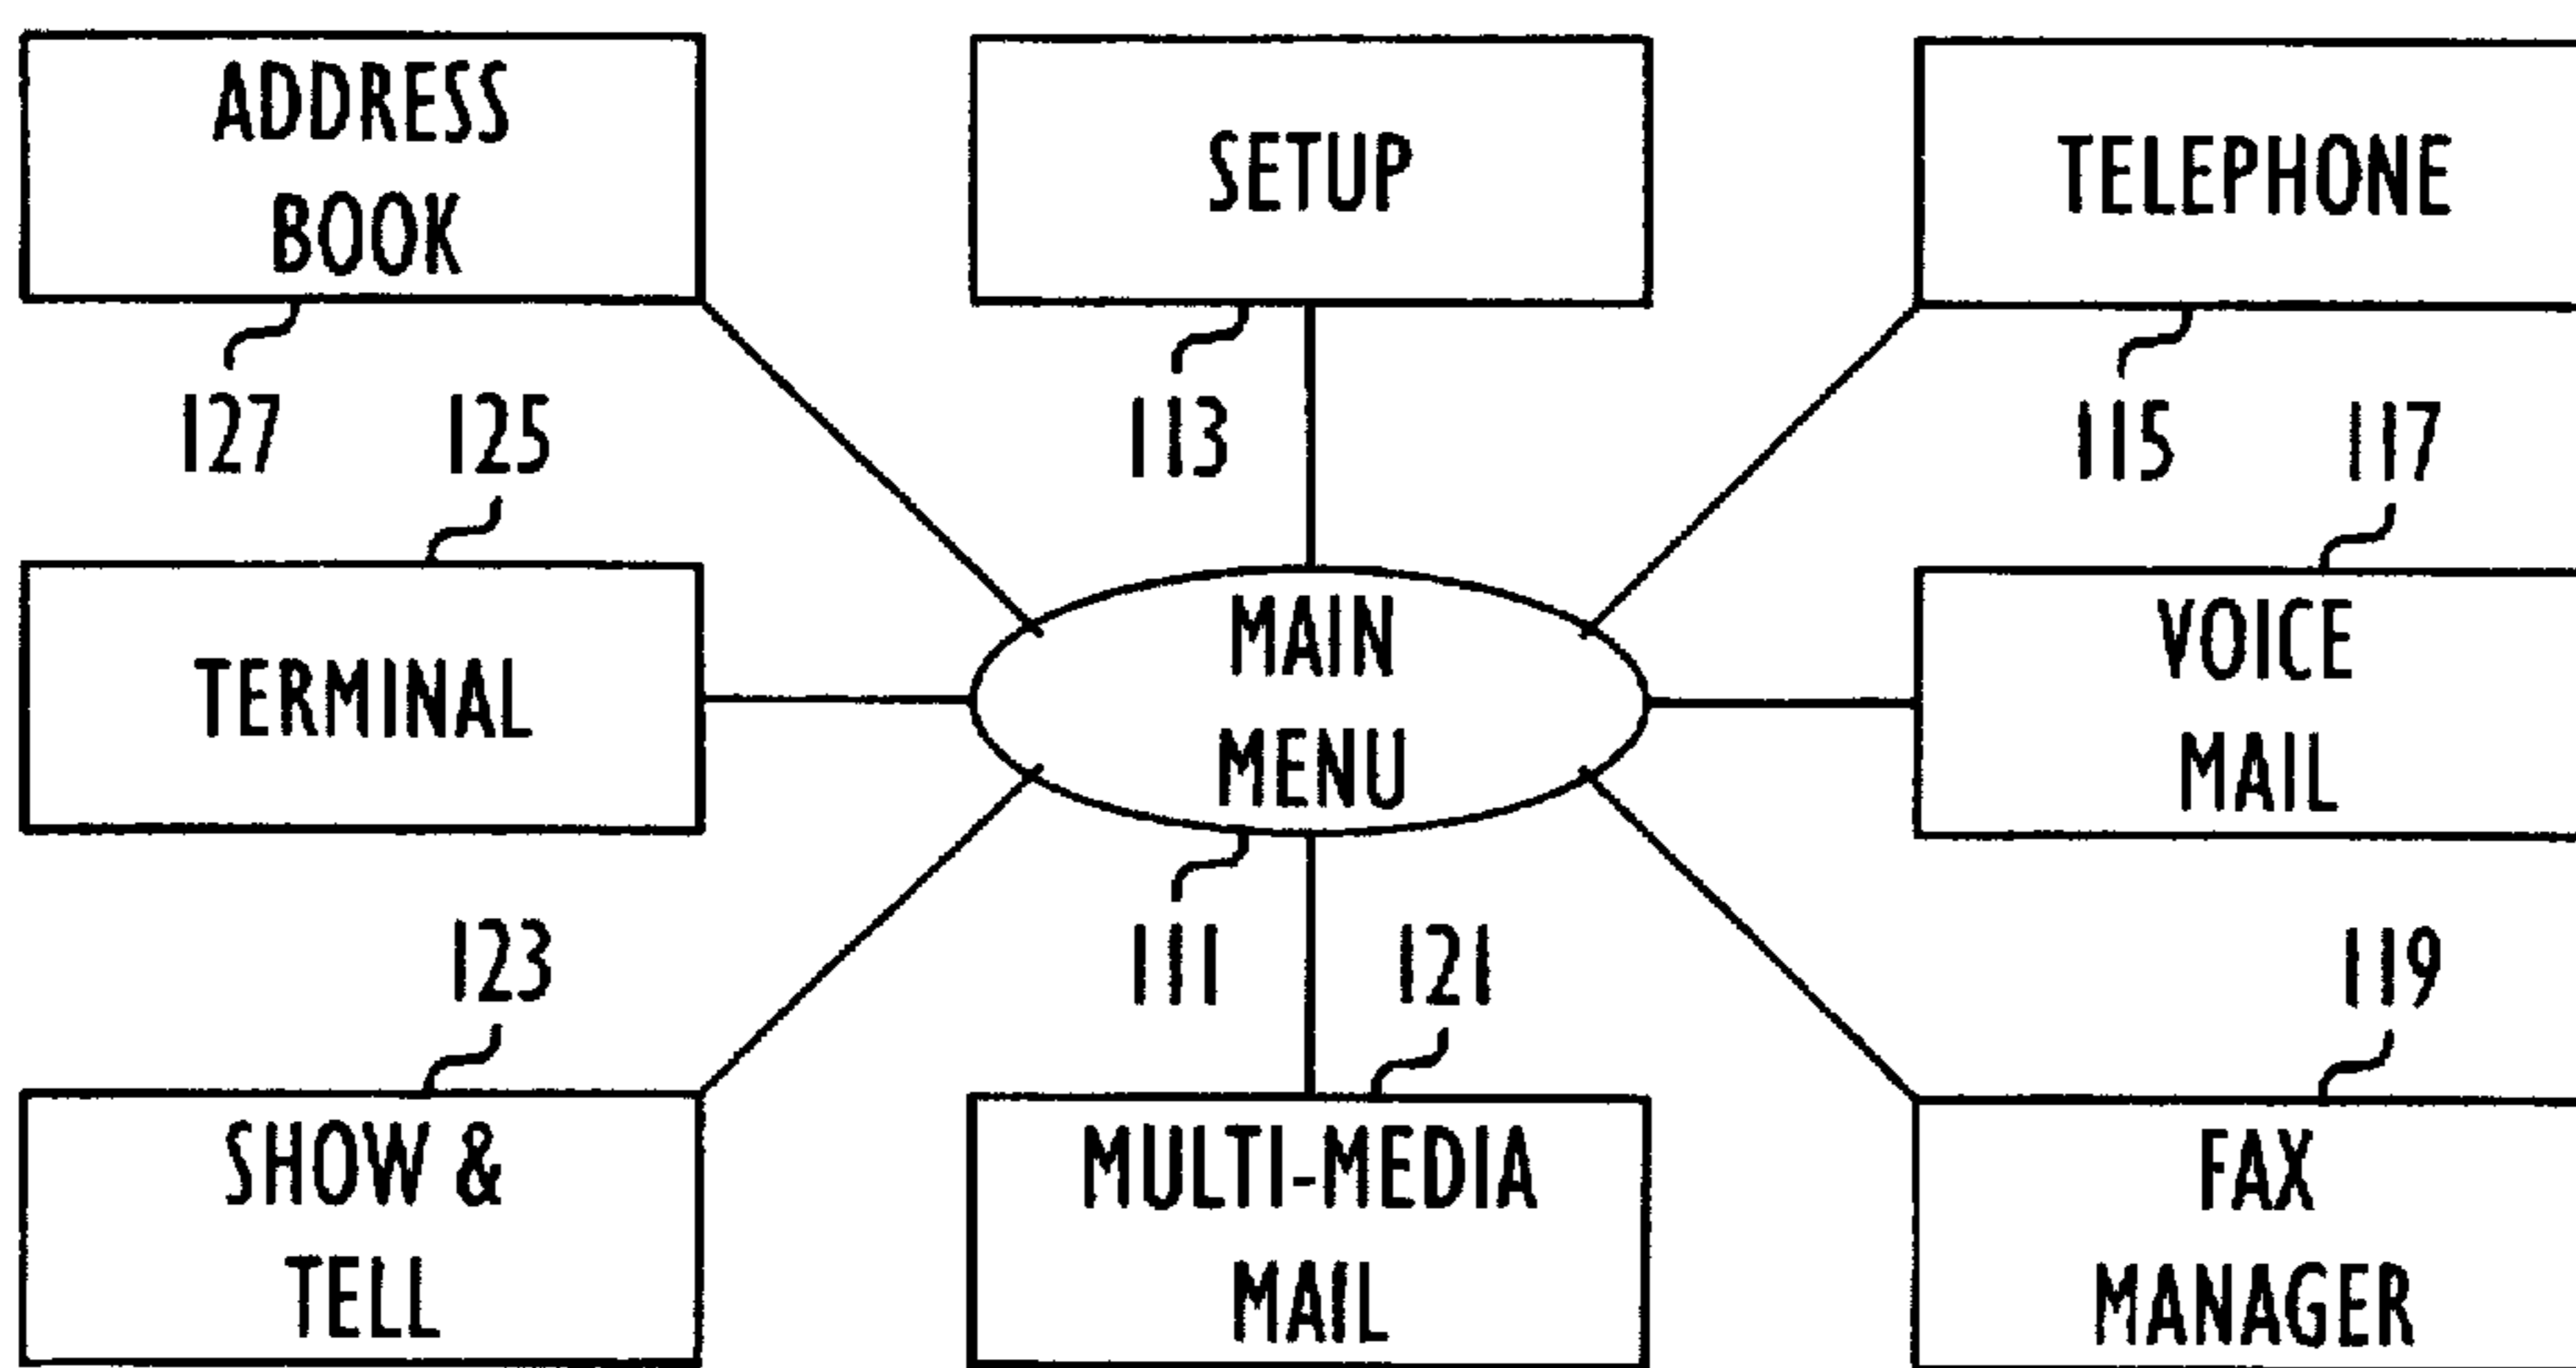 ADDRESS
BOOK
SETUP
TELEPHONE
127
125
113
115
117
TERMINAL
MAIN
MENU
VOICE
MAIL
123
111
121
119
SHOW &
TELL
MULTI-MEDIA
MAIL
FAX
MANAGER